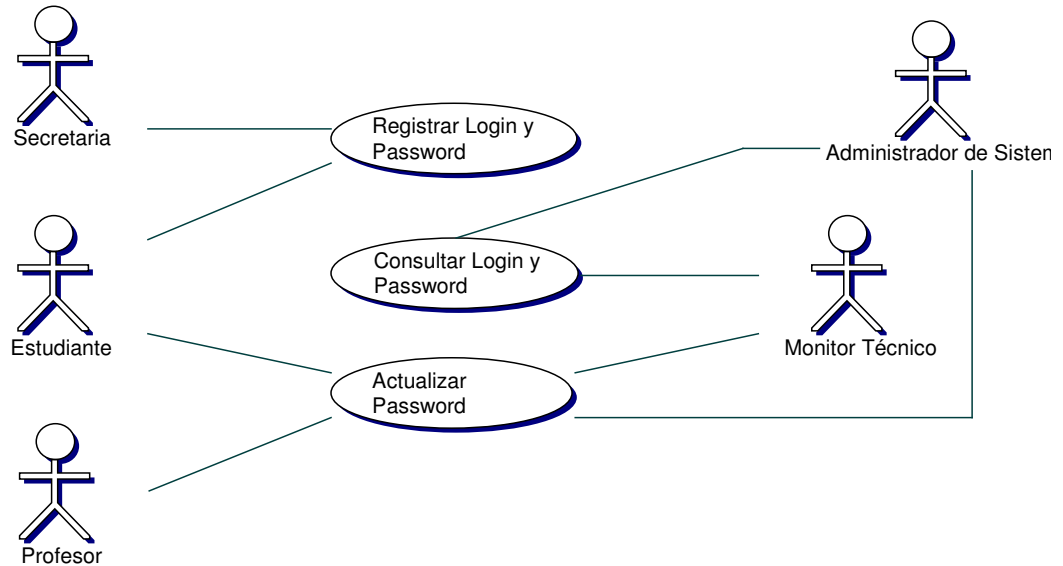 Secretaria
Registrar Login y
Password
Administrador de Sistem
Estudiante
Consultar Login y
Password
Monitor Técnico
Actualizar
Password
Profesor